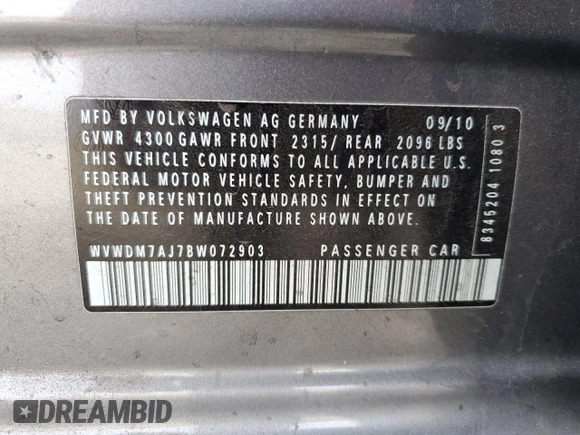 MFD BY VOLKSWAGEN AG GERMANY 09/10
GVWR 4300 GAWR FRONT 2315/ REAR 2096 LBS
THIS VEHICLE CONFORMS TO ALL APPLICABLE U.S.
FEDERAL MOTOR VEHICLE SAFETY, BUMPER AND
THEFT PREVENTION STANDARDS IN EFFECT ON
THE DATE OF MANUFACTURE SHOWN ABOVE.
WVWDM7AJ7BW072903 PASSENGER CAR
8345204 1080 3
DREAMBID